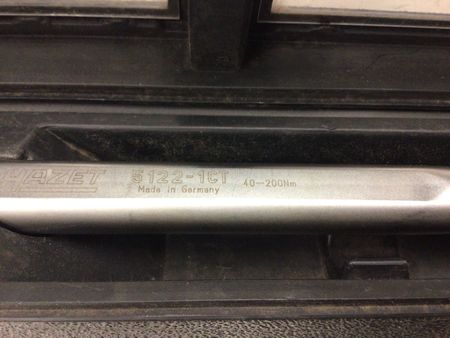 HAZET 5122-1CT 40-200Nm
Made in Germany